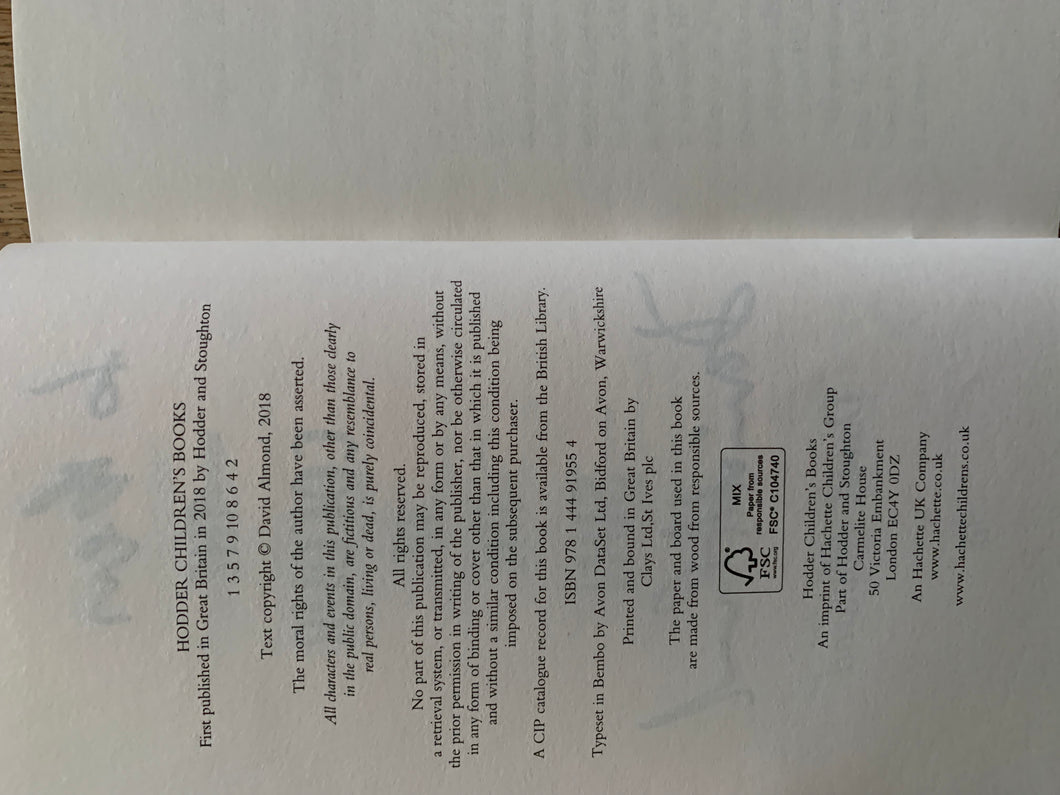 HODDER CHILDREN'S BOOKS
First published in Great Britain in 2018 by Hodder and Stoughton
1 3 5 7 9 10 8 6 4 2
Text copyright © David Almond, 2018
The moral rights of the author have been asserted.
All characters and events in this publication, other than those clearly
in the public domain, are fictitious and any resemblance to
real persons, living or dead, is purely coincidental.
All rights reserved.
No part of this publication may be reproduced, stored in
a retrieval system, or transmitted, in any form or by any means, without
the prior permission in writing of the publisher, nor be otherwise circulated
in any form of binding or cover other than that in which it is published
and without a similar condition including this condition being
imposed on the subsequent purchaser.
A CIP catalogue record for this book is available from the British Library.
ISBN 978 1 444 91955 4
Typeset in Bembo by Avon DataSet Ltd, Bidford on Avon, Warwickshire
Printed and bound in Great Britain by
Clays Ltd,St Ives plc
The paper and board used in this book
are made from wood from responsible sources.
FSC
www.fsc.org
MIX
Paper from
responsible sources
FSC® C104740
Hodder Children's Books
An imprint of Hachette Children's Group
Part of Hodder and Stoughton
Carmelite House
50 Victoria Embankment
London EC4Y 0DZ
An Hachette UK Company
www.hachette.co.uk
www.hachettechildrens.co.uk